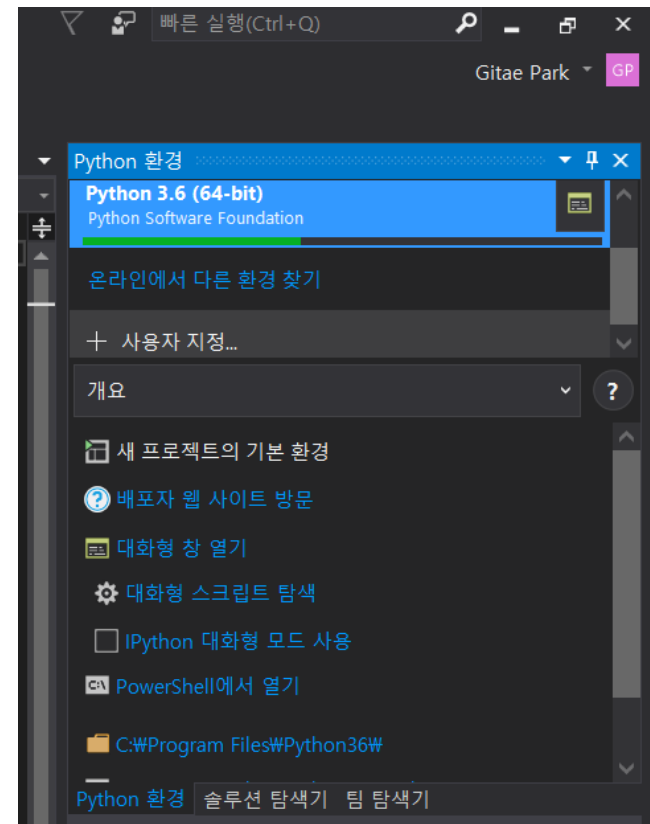 빠른 실행(Ctrl+Q)
Gitae Park GP
Python 환경
Python 3.6 (64-bit)
Python Software Foundation
온라인에서 다른 환경 찾기
+ 사용자 지정...
개요
?
새 프로젝트의 기본 환경
? 배포자 웹 사이트 방문
대화형 창 열기
대화형 스크립트 탐색
IPython 대화형 모드 사용
C:\ PowerShell에서 열기
C:₩Program Files₩Python36₩
Python 환경 솔루션 탐색기 팀 탐색기